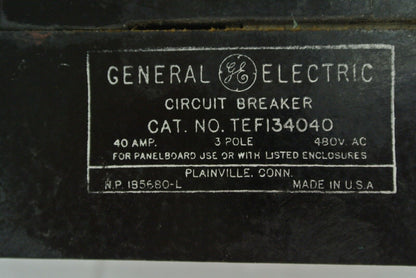 GENERAL GE ELECTRIC
CIRCUIT BREAKER
CAT. NO. TEF134040
40 AMP. 3 POLE 480V. AC
FOR PANELBOARD USE OR WITH LISTED ENCLOSURES
PLAINVILLE, CONN.
N.P. 195680-L MADE IN U.S.A